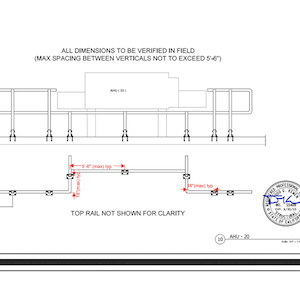 ALL DIMENSIONS TO BE VERIFIED IN FIELD
(MAX SPACING BETWEEN VERTICALS NOT TO EXCEED 5'-6")
AHU ( 20 )
5'-6" (max) typ.
18" (max) typ.
18" (max) typ.
TOP RAIL NOT SHOWN FOR CLARITY
10 AHU - 20